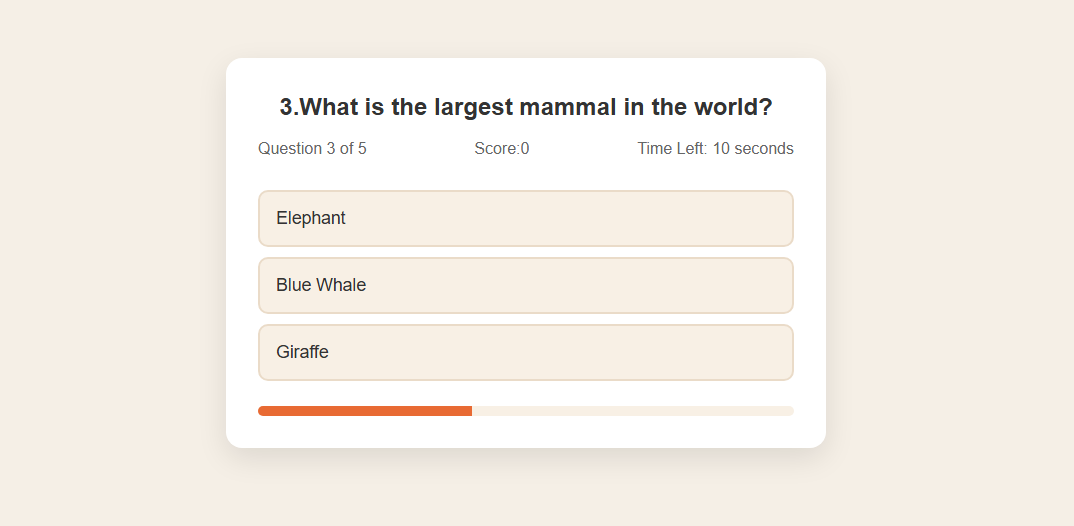 3.What is the largest mammal in the world?
Question 3 of 5 Score:0 Time Left: 10 seconds
Elephant
Blue Whale
Giraffe